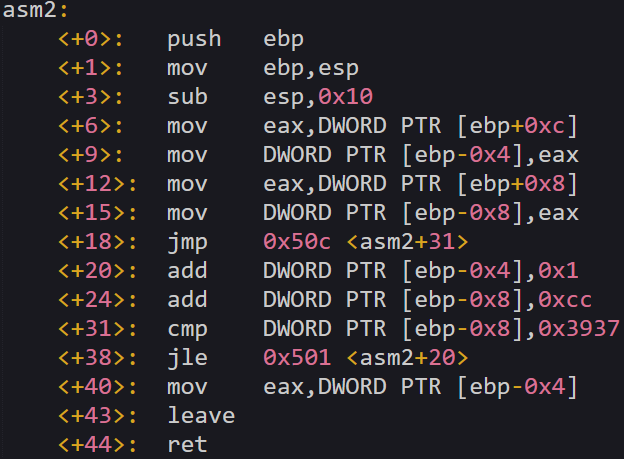 asm2:
    <+0>:   push   ebp
    <+1>:   mov    ebp,esp
    <+3>:   sub    esp,0x10
    <+6>:   mov    eax,DWORD PTR [ebp+0xc]
    <+9>:   mov    DWORD PTR [ebp-0x4],eax
    <+12>:  mov    eax,DWORD PTR [ebp+0x8]
    <+15>:  mov    DWORD PTR [ebp-0x8],eax
    <+18>:  jmp    0x50c <asm2+31>
    <+20>:  add    DWORD PTR [ebp-0x4],0x1
    <+24>:  add    DWORD PTR [ebp-0x8],0xcc
    <+31>:  cmp    DWORD PTR [ebp-0x8],0x3937
    <+38>:  jle    0x501 <asm2+20>
    <+40>:  mov    eax,DWORD PTR [ebp-0x4]
    <+43>:  leave
    <+44>:  ret